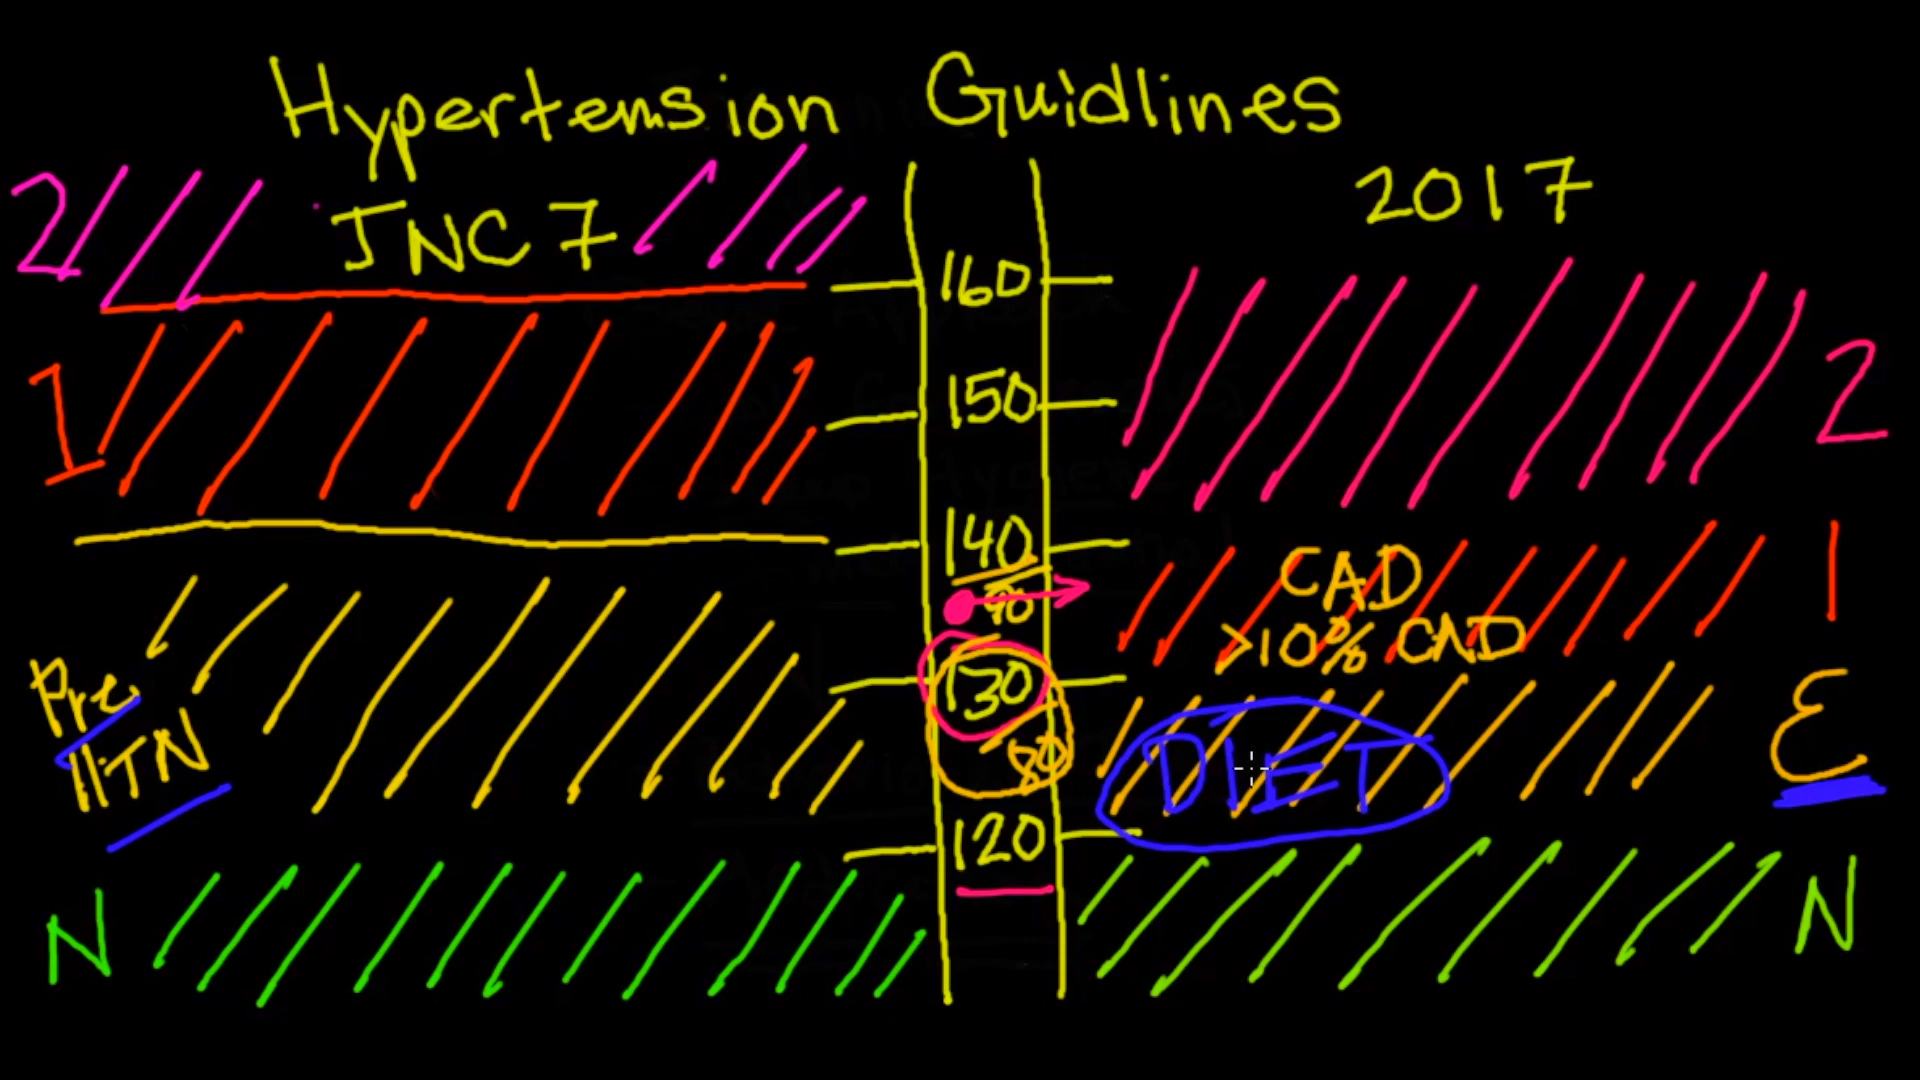 Hypertension Guidlines
2 JNC 7 2017
160
1 150 2
140 CAD 1
90
>10% CAD
Pre 130 E
HTN 80 DIET
120
N N